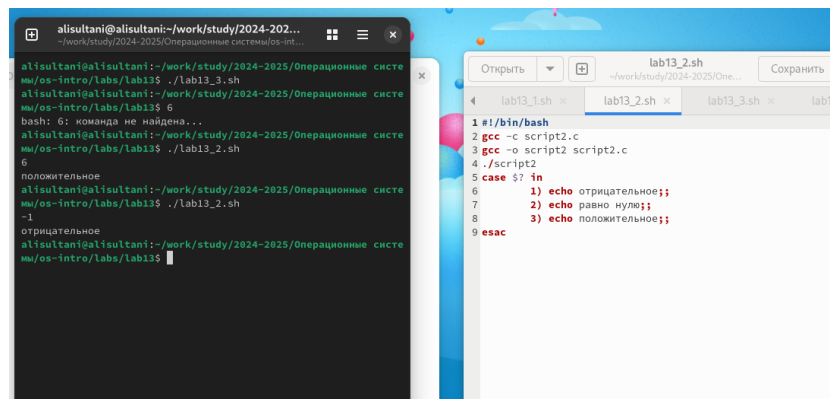 alisultani@alisultani:~/work/study/2024-202...
~/work/study/2024-2025/Операционные системы/os-int...
alisultani@alisultani:~/work/study/2024-2025/Операционные систе
мы/os-intro/labs/lab13$ ./lab13_3.sh
alisultani@alisultani:~/work/study/2024-2025/Операционные систе
мы/os-intro/labs/lab13$ 6
bash: 6: команда не найдена...
alisultani@alisultani:~/work/study/2024-2025/Операционные систе
мы/os-intro/labs/lab13$ ./lab13_2.sh
6
положительное
alisultani@alisultani:~/work/study/2024-2025/Операционные систе
мы/os-intro/labs/lab13$ ./lab13_2.sh
-1
отрицательное
alisultani@alisultani:~/work/study/2024-2025/Операционные систе
мы/os-intro/labs/lab13$
Открыть
lab13_2.sh
~/work/study/2024-2025/Опе...
Сохранить
lab13_1.sh
lab13_2.sh
lab13_3.sh
lab1
1 #!/bin/bash
2 gcc -c script2.c
3 gcc -o script2 script2.c
4 ./script2
5 case $? in
6 1) echo отрицательное;;
7 2) echo равно нулю;;
8 3) echo положительное;;
9 esac